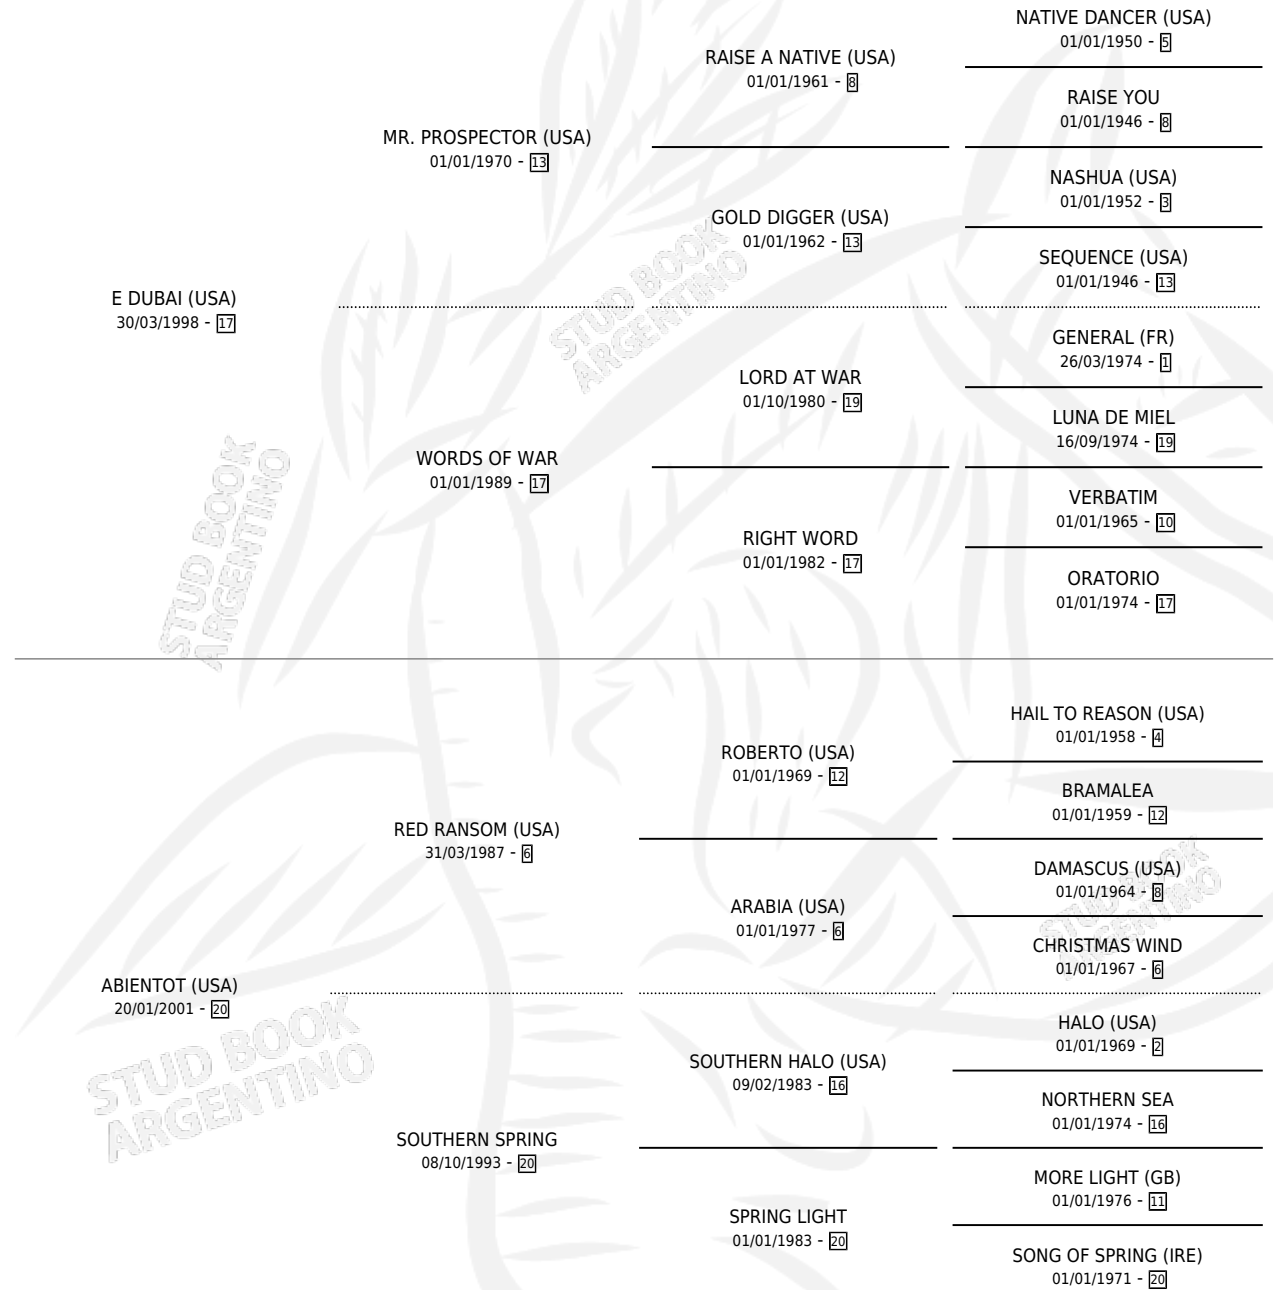 NATIVE DANCER (USA)
01/01/1950 - 5
RAISE A NATIVE (USA)
01/01/1961 - 8
RAISE YOU
01/01/1946 - 8
MR. PROSPECTOR (USA)
01/01/1970 - 13
NASHUA (USA)
01/01/1952 - 3
GOLD DIGGER (USA)
01/01/1962 - 13
SEQUENCE (USA)
01/01/1946 - 13
E DUBAI (USA)
30/03/1998 - 17
STUD BOOK
ARGENTINO
GENERAL (FR)
26/03/1974 - 1
LORD AT WAR
01/10/1980 - 19
LUNA DE MIEL
16/09/1974 - 19
WORDS OF WAR
01/01/1989 - 17
VERBATIM
01/01/1965 - 10
RIGHT WORD
01/01/1982 - 17
ORATORIO
01/01/1974 - 17
STUD BOOK
ARGENTINO
HAIL TO REASON (USA)
01/01/1958 - 4
ROBERTO (USA)
01/01/1969 - 12
BRAMALEA
01/01/1959 - 12
RED RANSOM (USA)
31/03/1987 - 6
DAMASCUS (USA)
01/01/1964 - 8
ARABIA (USA)
01/01/1977 - 6
CHRISTMAS WIND
01/01/1967 - 6
STUD BOOK
ARGENTINO
ABIENTOT (USA)
20/01/2001 - 20
HALO (USA)
01/01/1969 - 2
SOUTHERN HALO (USA)
09/02/1983 - 16
NORTHERN SEA
01/01/1974 - 16
STUD BOOK
ARGENTINO
SOUTHERN SPRING
08/10/1993 - 20
MORE LIGHT (GB)
01/01/1976 - 11
SPRING LIGHT
01/01/1983 - 20
SONG OF SPRING (IRE)
01/01/1971 - 20